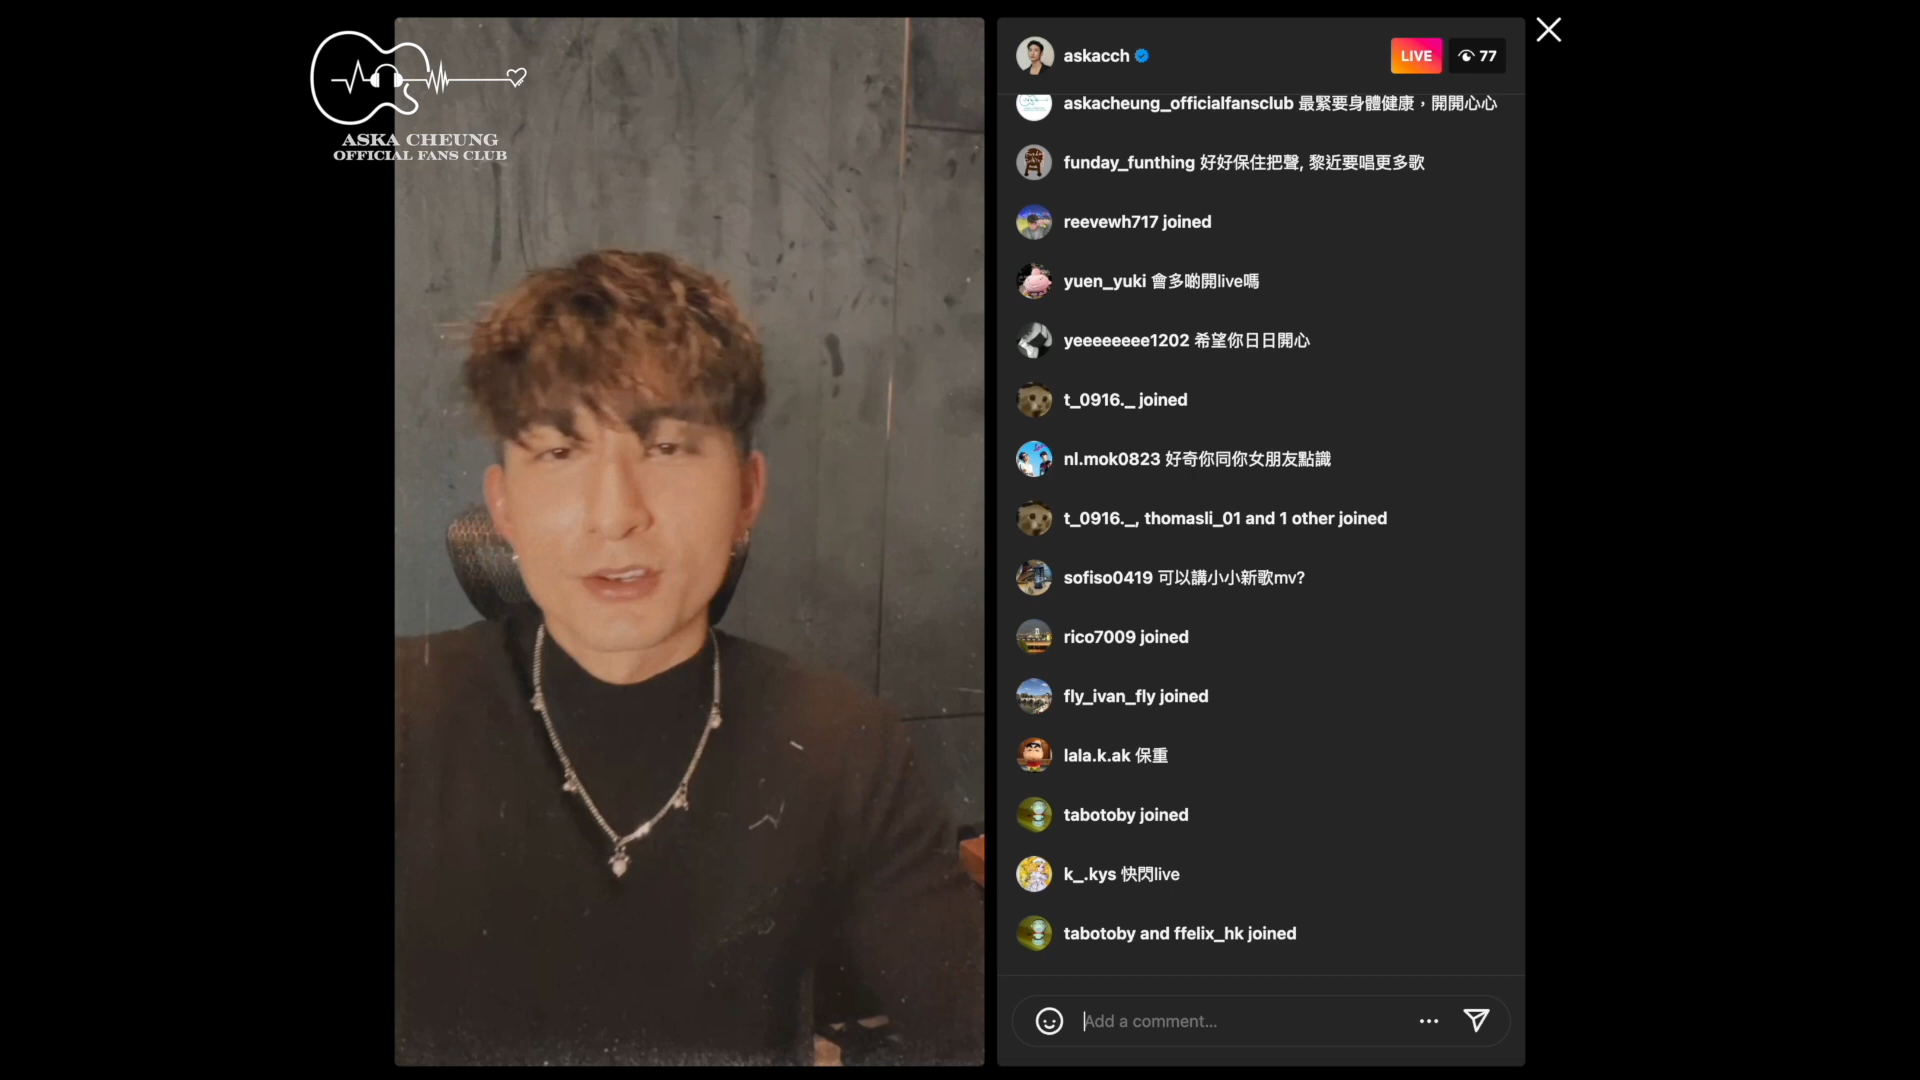 ASKA CHEUNG
OFFICIAL FANS CLUB
askacch
LIVE
77
askacheung_officialfansclub 最緊要身體健康，開開心心
funday_funthing 好好保住把聲, 黎近要唱更多歌
reevewh717 joined
yuen_yuki 會多啲開live嗎
yeeeeeeee1202 希望你日日開心
t_0916._ joined
nl.mok0823 好奇你同你女朋友點識
t_0916._, thomasli_01 and 1 other joined
sofiso0419 可以講小小新歌mv?
rico7009 joined
fly_ivan_fly joined
lala.k.ak 保重
tabotoby joined
k_.kys 快閃live
tabotoby and ffelix_hk joined
Add a comment...